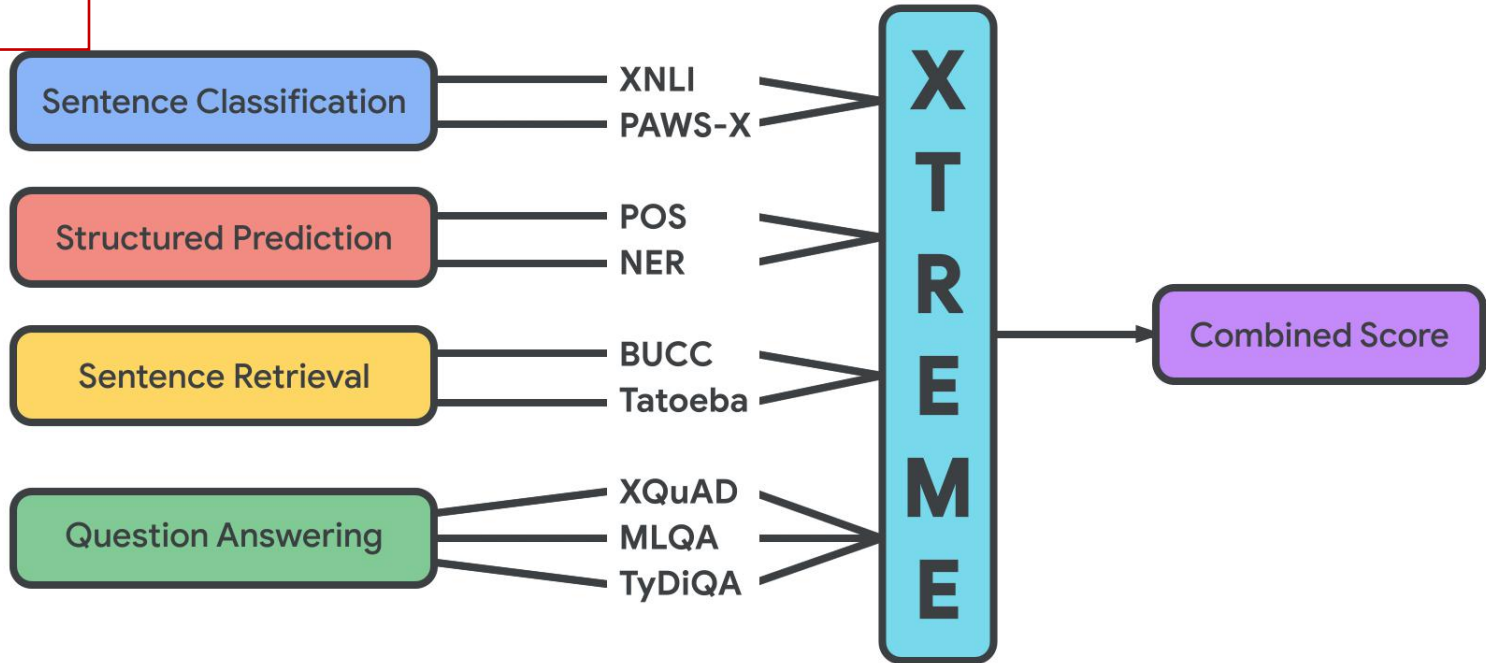 Sentence Classification
XNLI
PAWS-X
Structured Prediction
POS
NER
Sentence Retrieval
BUCC
Tatoeba
Question Answering
XQuAD
MLQA
TyDiQA
X
T
R
E
M
E
Combined Score